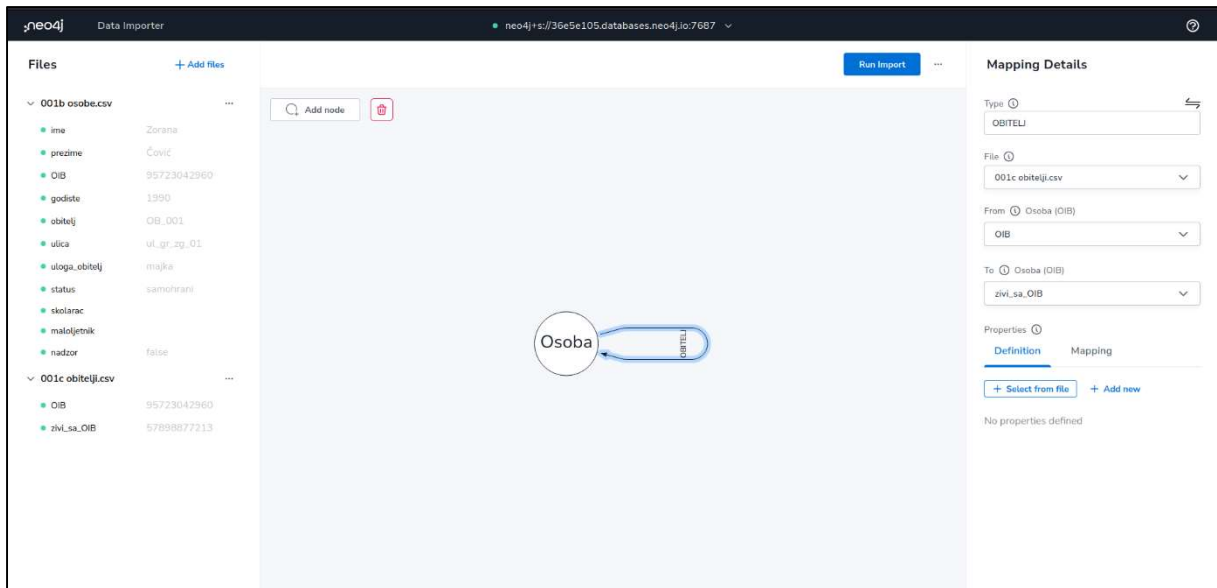 neo4j Data Importer
neo4j+s://36e5e105.databases.neo4j.io:7687
Files
+ Add files
001b osobe.csv ...
ime Zorana
prezime Čović
OIB 95723042960
godiste 1990
obitelj OB_001
ulica ul_gr_zg_01
uloga_obitelj majka
status samohrani
skolarac
maloljetnik
nadzor false
001c obitelji.csv ...
OIB 95723042960
zivi_sa_OIB 57898877213
Run Import ...
Add node
Osoba
OBITELJ
Mapping Details
Type
OBITELJ
File
001c obitelji.csv
From Osoba (OIB)
OIB
To Osoba (OIB)
zivi_sa_OIB
Properties
Definition Mapping
+ Select from file + Add new
No properties defined